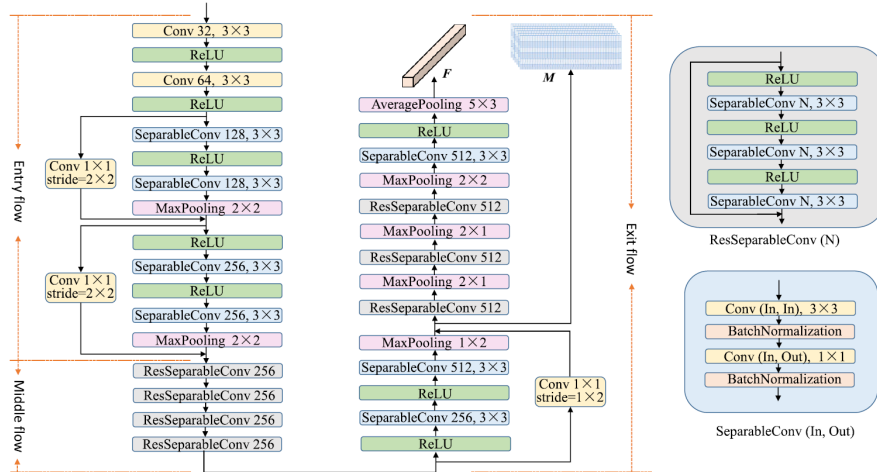 Entry flow
Middle flow
Conv 32, 3×3
ReLU
Conv 64, 3×3
ReLU
SeparableConv 128, 3×3
ReLU
SeparableConv 128, 3×3
MaxPooling 2×2
Conv 1×1
stride=2×2
ReLU
SeparableConv 256, 3×3
ReLU
SeparableConv 256, 3×3
MaxPooling 2×2
Conv 1×1
stride=2×2
ResSeparableConv 256
ResSeparableConv 256
ResSeparableConv 256
ResSeparableConv 256
F
M
AveragePooling 5×3
ReLU
SeparableConv 512, 3×3
MaxPooling 2×2
ResSeparableConv 512
MaxPooling 2×1
ResSeparableConv 512
MaxPooling 2×1
ResSeparableConv 512
MaxPooling 1×2
SeparableConv 512, 3×3
ReLU
SeparableConv 256, 3×3
ReLU
Conv 1×1
stride=1×2
Exit flow
ReLU
SeparableConv N, 3×3
ReLU
SeparableConv N, 3×3
ReLU
SeparableConv N, 3×3
ResSeparableConv (N)
Conv (In, In), 3×3
BatchNormalization
Conv (In, Out), 1×1
BatchNormalization
SeparableConv (In, Out)